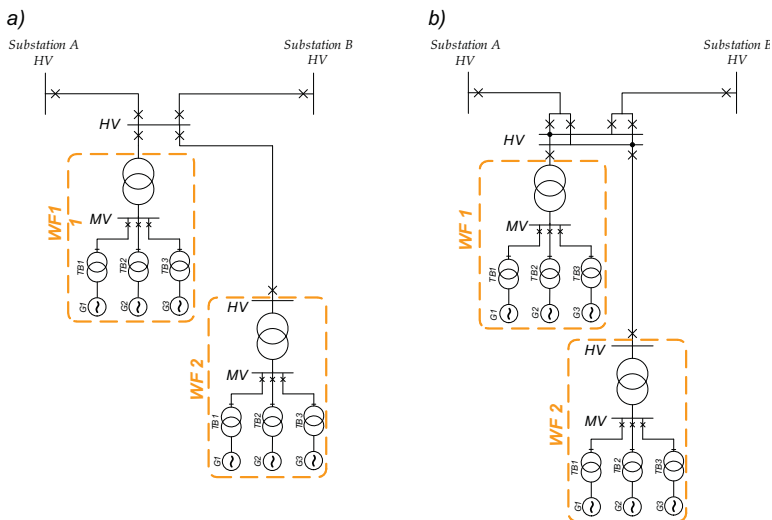 a)
Substation A
HV
Substation B
HV
HV
WF1
1
MV
TB1
TB2
TB3
G1
G2
G3
HV
WF 2
MV
TB1
TB2
TB3
G1
G2
G3
b)
Substation A
HV
Substation B
HV
HV
WF 1
MV
TB1
TB2
TB3
G1
G2
G3
HV
WF 2
MV
TB1
TB2
TB3
G1
G2
G3